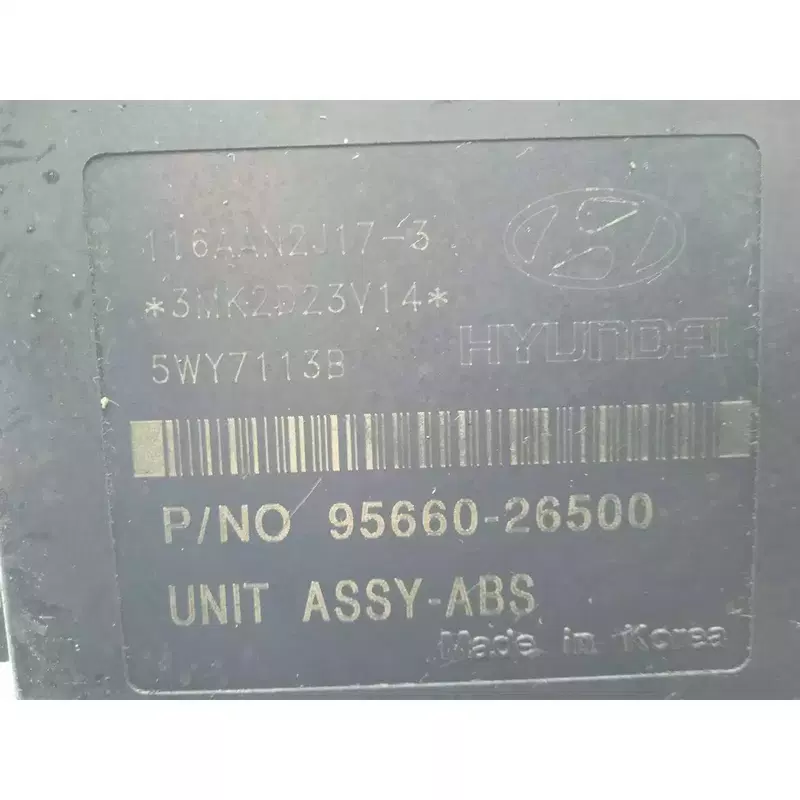 116AAN2J17-3
*3MK2D23V14*
5WY7113B
HYUNDAI
P/NO 95660-26500
UNIT ASSY-ABS
Made in Korea